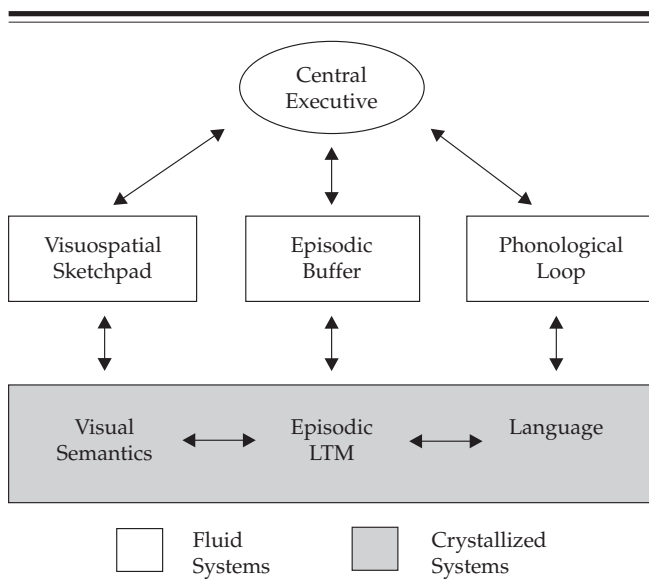 Central
Executive
Visuospatial
Sketchpad
Episodic
Buffer
Phonological
Loop
Visual
Semantics
Episodic
LTM
Language
Fluid
Systems
Crystallized
Systems